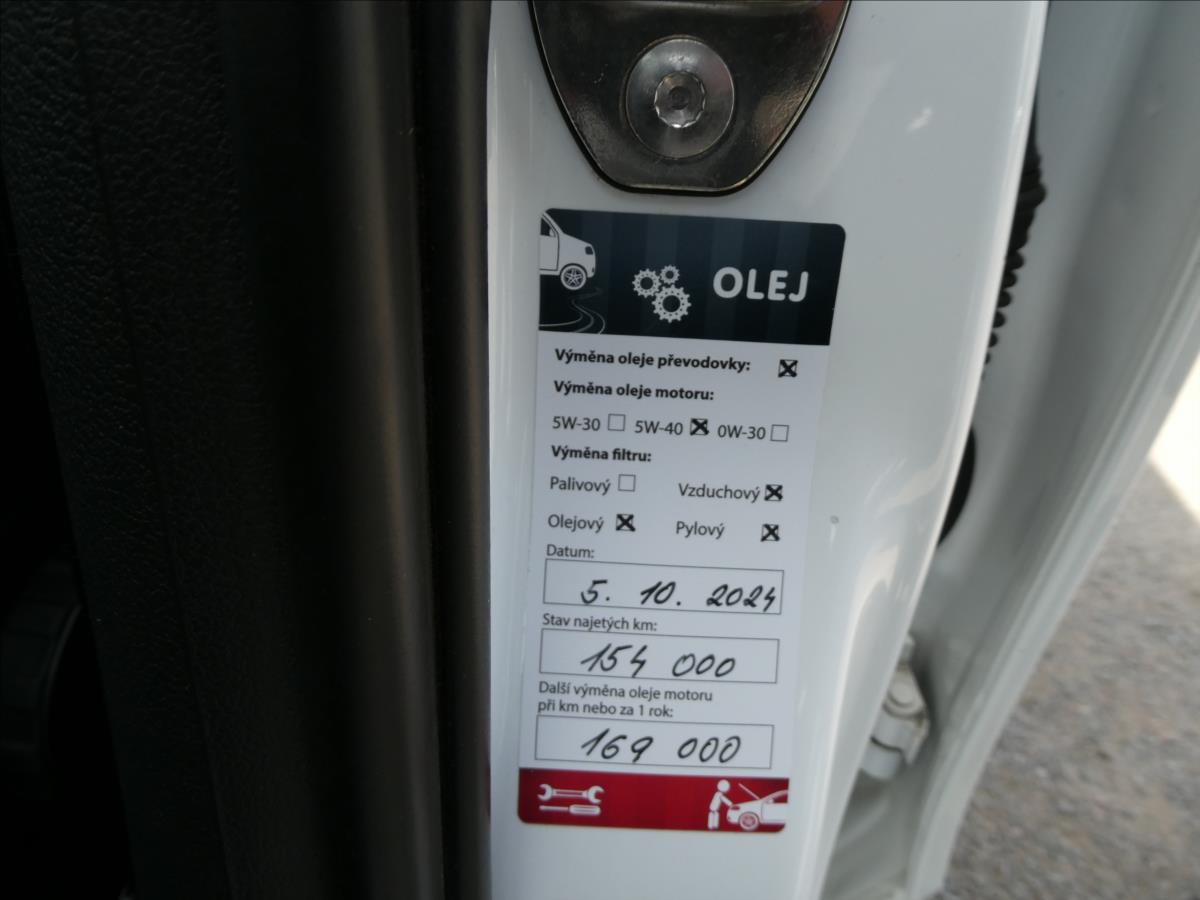 OLEJ
Výměna oleje převodovky: ☒
Výměna oleje motoru:
5W-30 ☐ 5W-40 ☒ 0W-30 ☐
Výměna filtru:
Palivový ☐ Vzduchový ☒
Olejový ☒ Pylový ☒
Datum:
5. 10. 2024
Stav najetých km:
154 000
Další výměna oleje motoru
při km nebo za 1 rok:
169 000